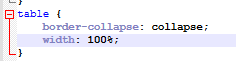 }
table {
border-collapse: collapse;
width: 100%;
}